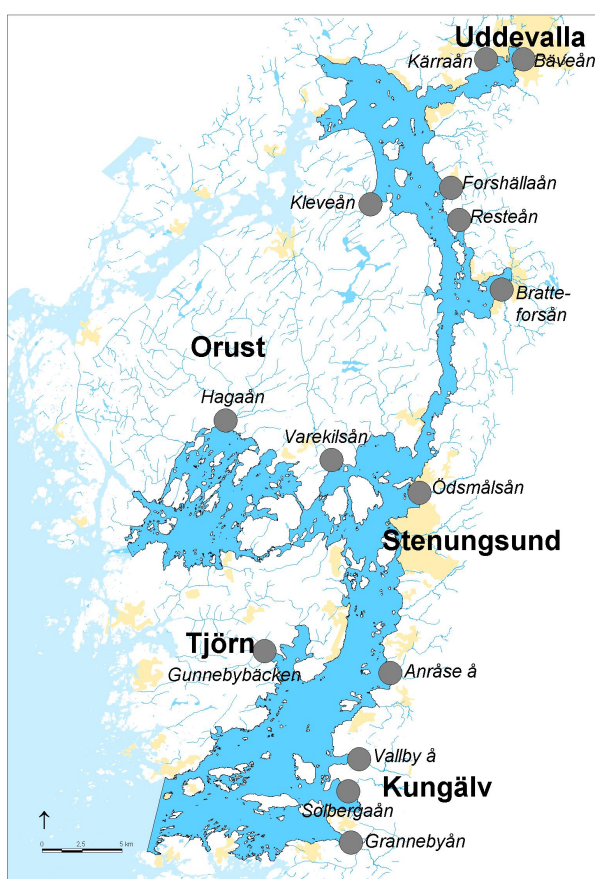 Uddevalla
Kärraån
Bäveån
Forshällaån
Kleveån
Resteån
Bratte-
forsån
Orust
Hagaån
Varekilsån
Ödsmålsån
Stenungsund
Tjörn
Gunnebybäcken
Anråse å
Vallby å
Kungälv
Solbergaån
Grannebyån
0 2,5 5 km